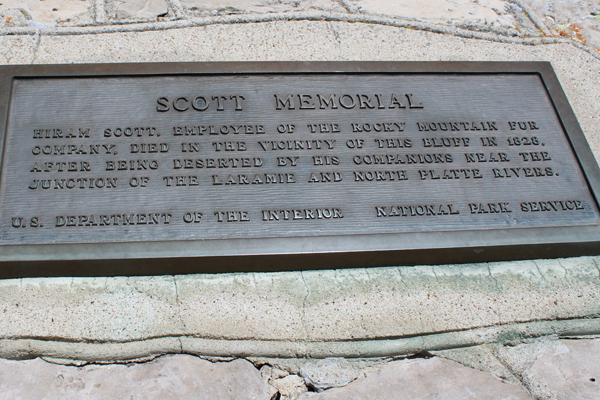 SCOTT MEMORIAL
HIRAM SCOTT, EMPLOYEE OF THE ROCKY MOUNTAIN FUR
COMPANY, DIED IN THE VICINITY OF THIS BLUFF IN 1828,
AFTER BEING DESERTED BY HIS COMPANIONS NEAR THE
JUNCTION OF THE LARAMIE AND NORTH PLATTE RIVERS.
U.S. DEPARTMENT OF THE INTERIOR NATIONAL PARK SERVICE